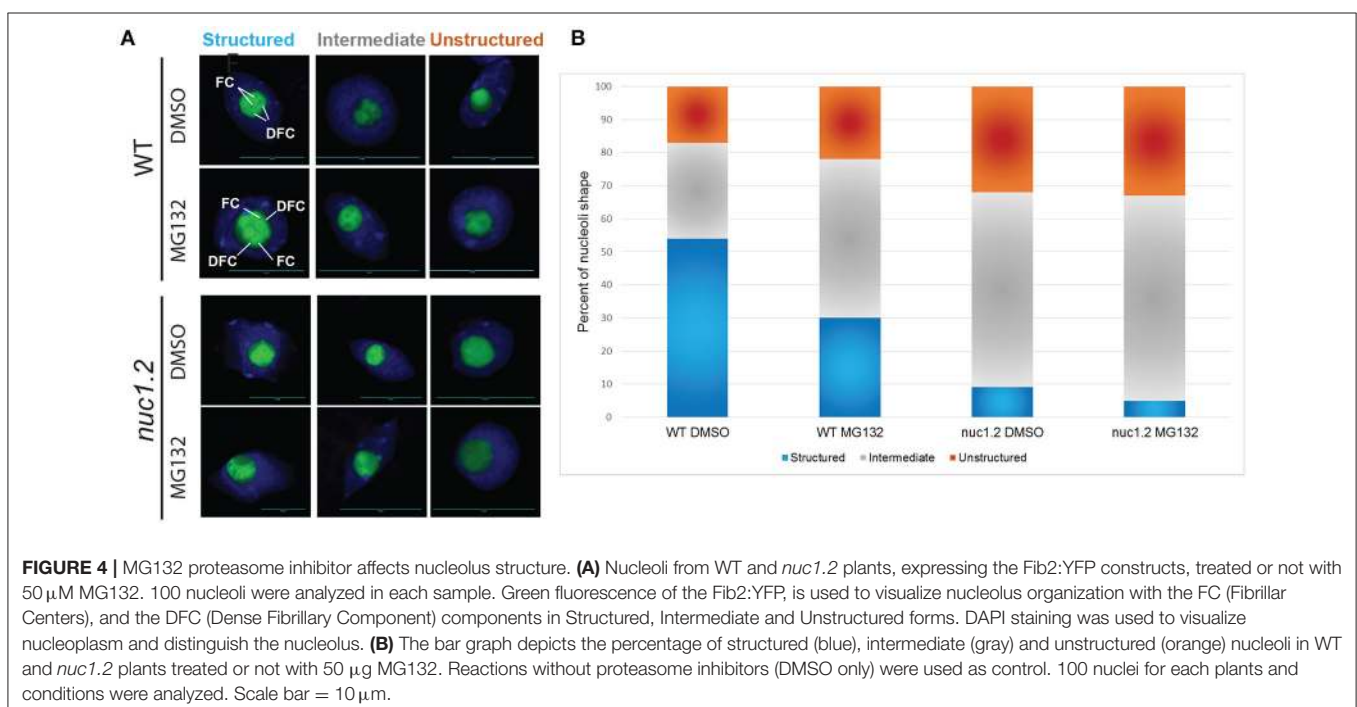 A
Structured Intermediate Unstructured
WT
DMSO
FC
DFC
MG132
FC
DFC
DFC
FC
nuc1.2
DMSO
MG132
B
Percent of nucleoli shape
100
90
80
70
60
50
40
30
20
10
0
WT DMSO WT MG132 nuc1.2 DMSO nuc1.2 MG132
Structured Intermediate Unstructured
FIGURE 4 | MG132 proteasome inhibitor affects nucleolus structure. (A) Nucleoli from WT and nuc1.2 plants, expressing the Fib2:YFP constructs, treated or not with
50 μM MG132. 100 nucleoli were analyzed in each sample. Green fluorescence of the Fib2:YFP, is used to visualize nucleolus organization with the FC (Fibrillar
Centers), and the DFC (Dense Fibrillary Component) components in Structured, Intermediate and Unstructured forms. DAPI staining was used to visualize
nucleoplasm and distinguish the nucleolus. (B) The bar graph depicts the percentage of structured (blue), intermediate (gray) and unstructured (orange) nucleoli in WT
and nuc1.2 plants treated or not with 50 μg MG132. Reactions without proteasome inhibitors (DMSO only) were used as control. 100 nuclei for each plants and
conditions were analyzed. Scale bar = 10 μm.